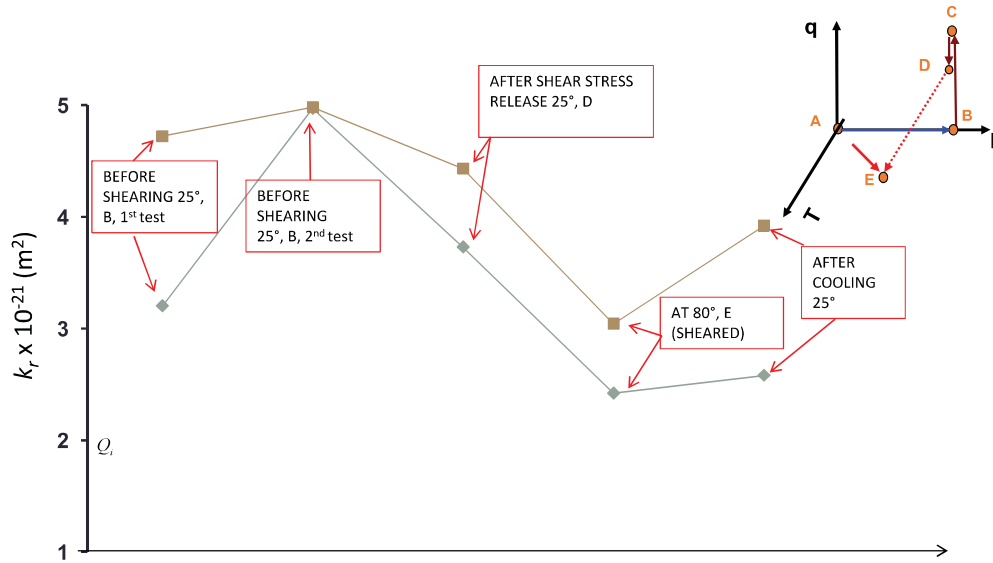 C
q
D
AFTER SHEAR STRESS
RELEASE 25°, D
A
B
5
E
BEFORE
SHEARING 25°,
B, 1st test
BEFORE
SHEARING
25°, B, 2nd test
T
4
AFTER
COOLING
25°
AT 80°, E
(SHEARED)
3
kr x 10-21 (m2)
2
Qi
1